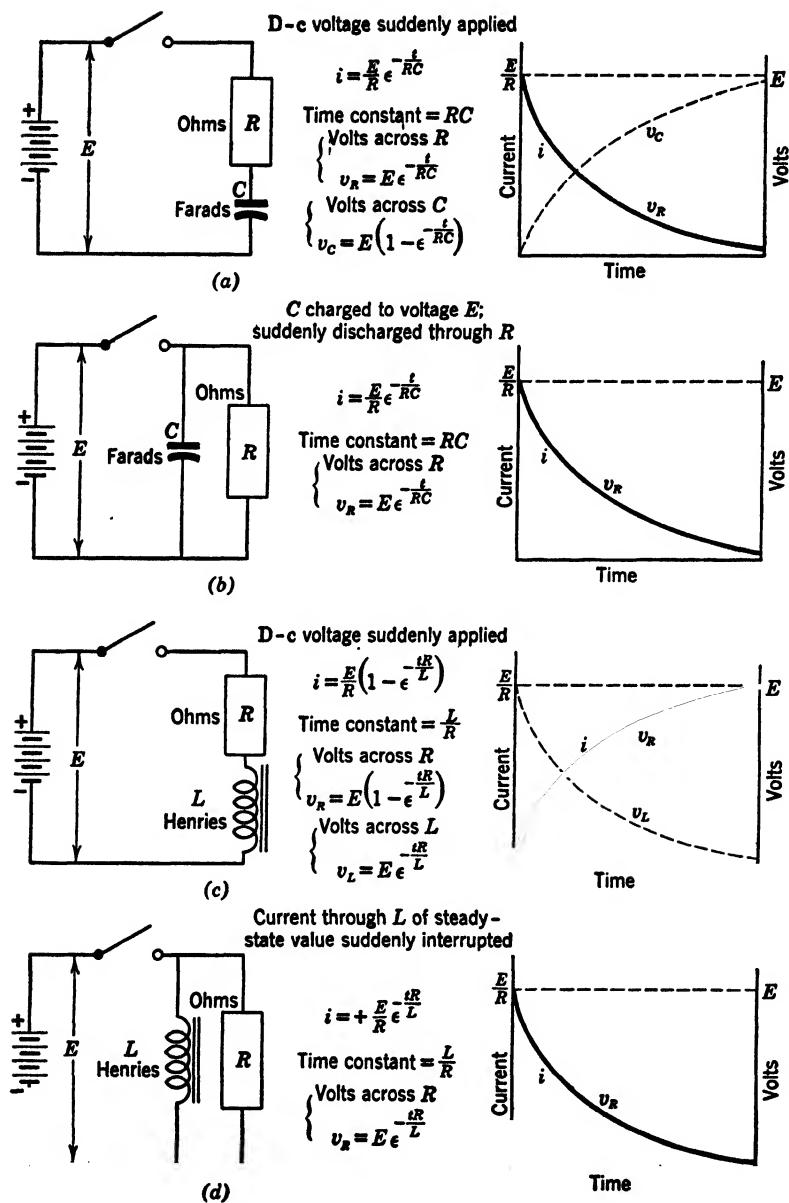 D-c voltage suddenly applied
+
-
E
Ohms R
C
Farads
i = E/R ε^(-t/RC)
Time constant = RC
Volts across R
v_R = E ε^(-t/RC)
Volts across C
v_C = E(1 - ε^(-t/RC))
E/R
E
Current
Volts
i
v_C
v_R
Time
(a)
C charged to voltage E;
suddenly discharged through R
+
-
E
C
Farads
Ohms
R
i = E/R ε^(-t/RC)
Time constant = RC
Volts across R
v_R = E ε^(-t/RC)
E/R
E
Current
Volts
i
v_R
Time
(b)
D-c voltage suddenly applied
+
-
E
Ohms R
L
Henries
i = E/R (1 - ε^(-tR/L))
Time constant = L/R
Volts across R
v_R = E(1 - ε^(-tR/L))
Volts across L
v_L = E ε^(-tR/L)
E/R
E
Current
Volts
i
v_R
v_L
Time
(c)
Current through L of steady-
state value suddenly interrupted
+
-
E
L
Henries
Ohms
R
i = + E/R ε^(-tR/L)
Time constant = L/R
Volts across R
v_R = E ε^(-tR/L)
E/R
E
Current
Volts
i
v_R
Time
(d)